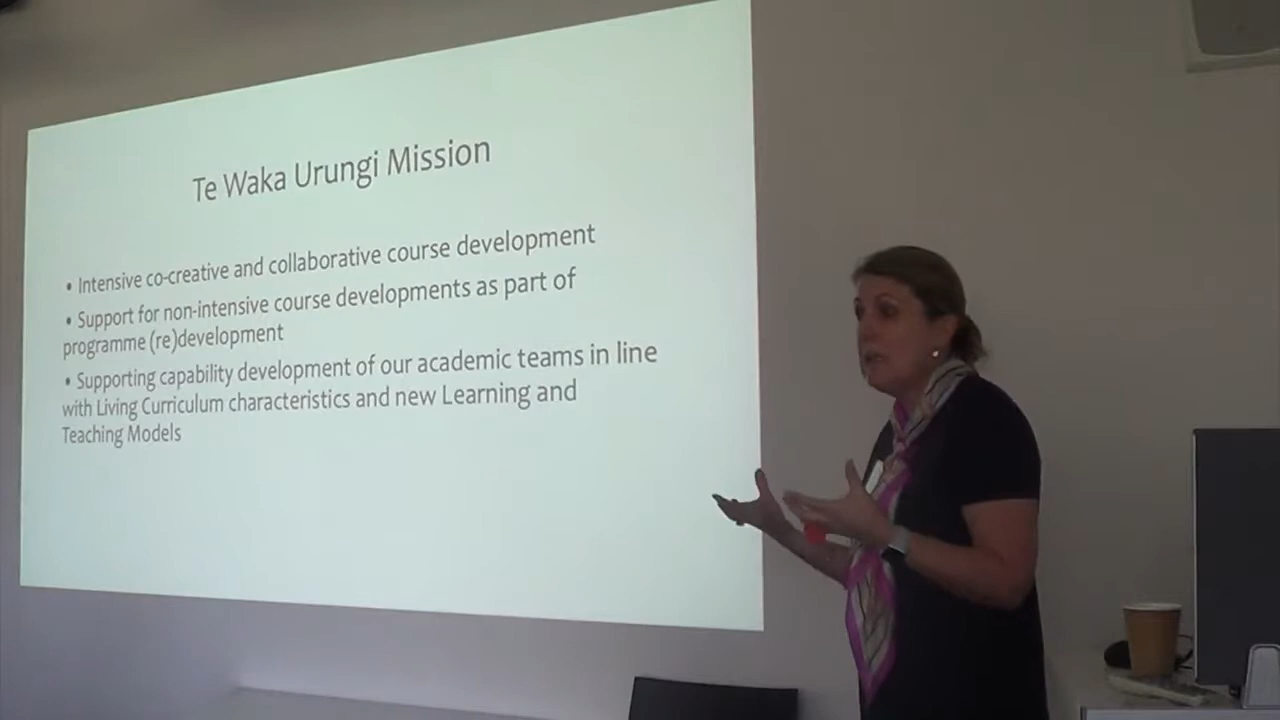 Te Waka Urungi Mission
• Intensive co-creative and collaborative course development
• Support for non-intensive course developments as part of
programme (re)development
• Supporting capability development of our academic teams in line
with Living Curriculum characteristics and new Learning and
Teaching Models